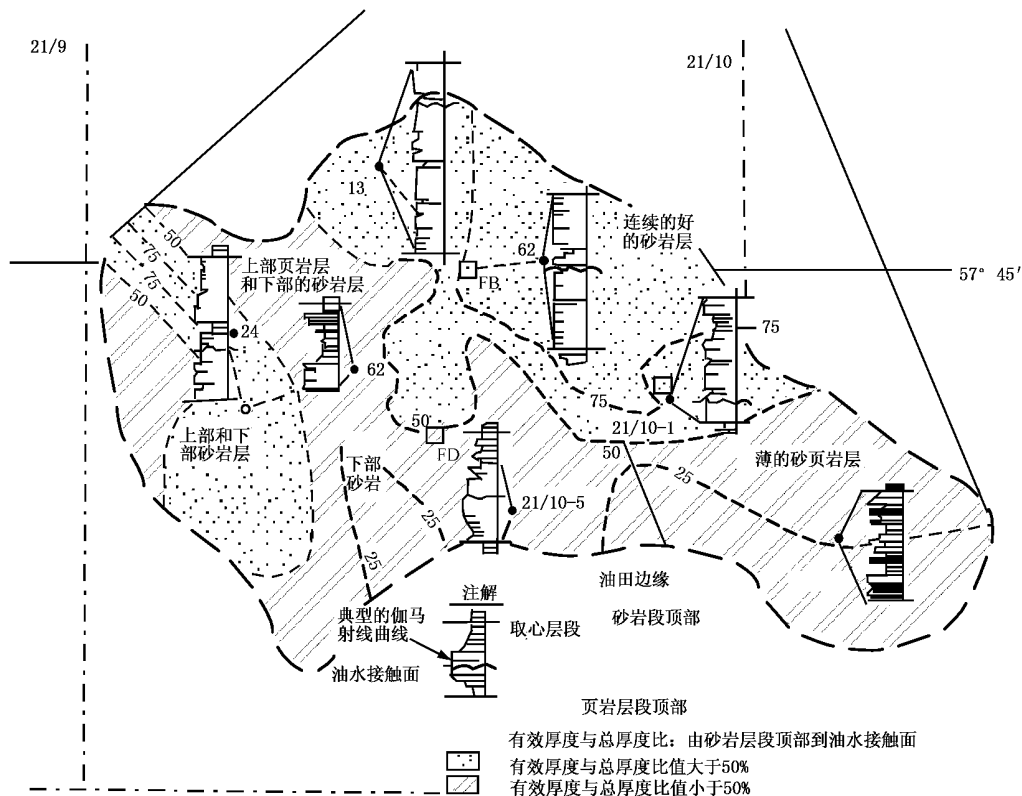 21/9
21/10
13
连续的好
的砂岩层
62
50
75
75
50
上部页岩层
和下部的砂岩层
FB
57° 45′
24
75
62
75
50
21/10-1
上部和下
部砂岩层
FD
50
薄的砂页岩层
下部
砂岩
25
25
21/10-5
25
油田边缘
注解
典型的伽马
射线曲线
取心层段
砂岩段顶部
油水接触面
页岩层段顶部
有效厚度与总厚度比：由砂岩层段顶部到油水接触面
有效厚度与总厚度比值大于50%
有效厚度与总厚度比值小于50%